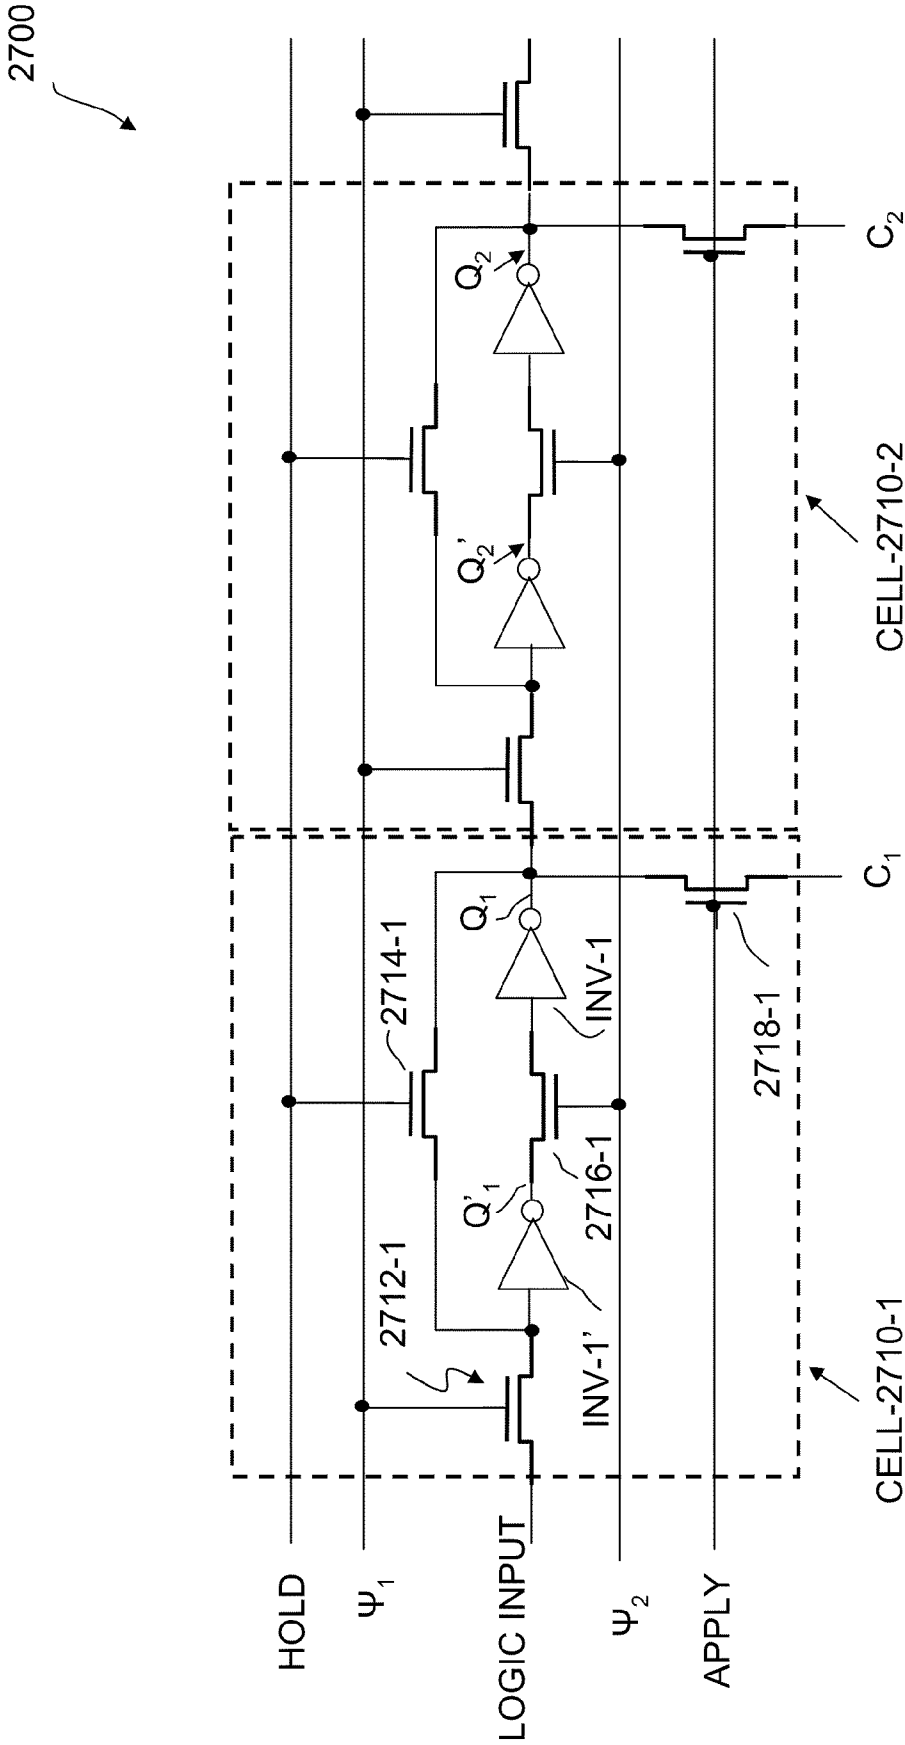 2700
HOLD
Ψ1
LOGIC INPUT
Ψ2
APPLY
2712-1
2714-1
Q'1
Q1
INV-1'
2716-1
INV-1
2718-1
C1
CELL-2710-1
Q2'
Q2
C2
CELL-2710-2